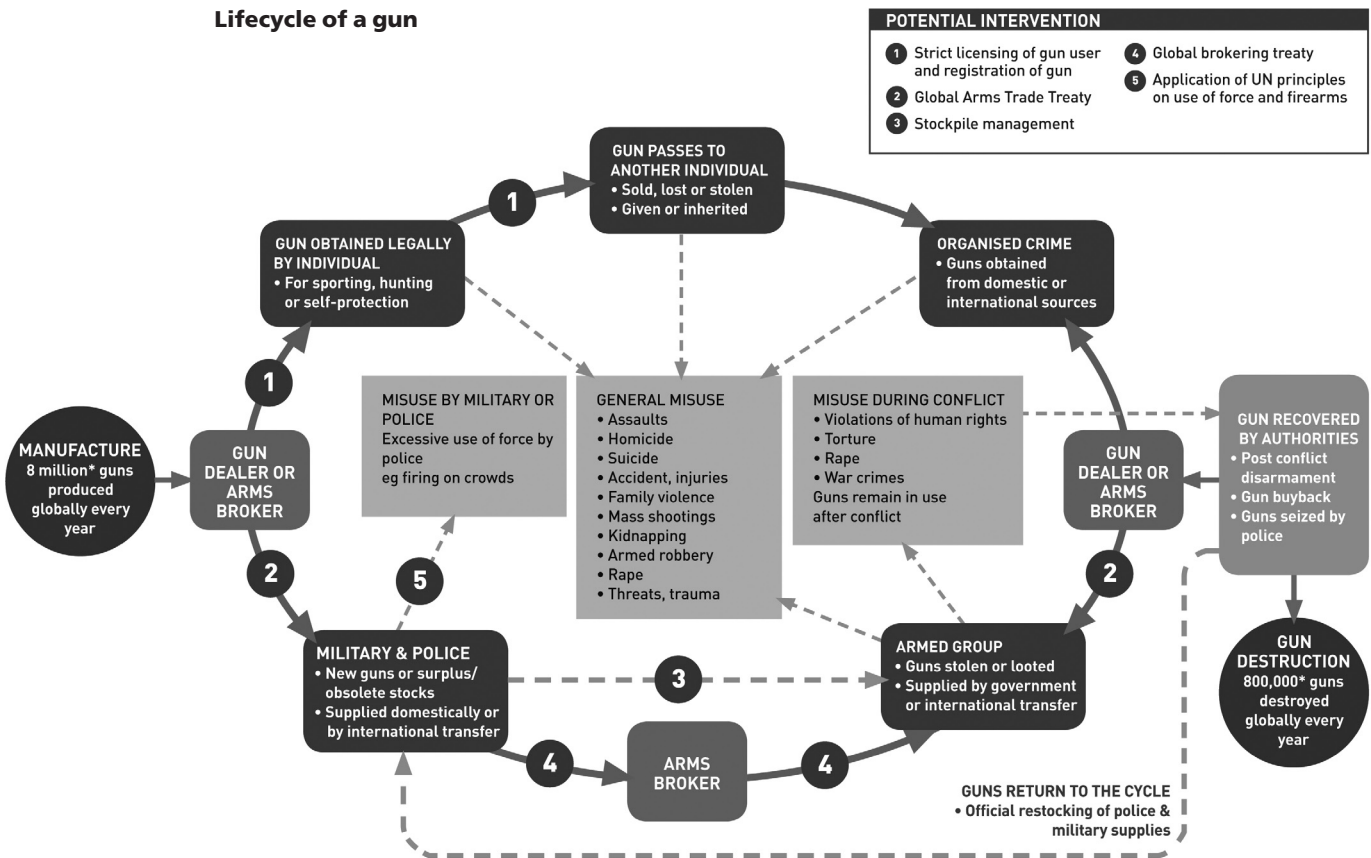 Lifecycle of a gun
POTENTIAL INTERVENTION
1 Strict licensing of gun user
and registration of gun
2 Global Arms Trade Treaty
3 Stockpile management
4 Global brokering treaty
5 Application of UN principles
on use of force and firearms
GUN PASSES TO
ANOTHER INDIVIDUAL
• Sold, lost or stolen
• Given or inherited
1
GUN OBTAINED LEGALLY
BY INDIVIDUAL
• For sporting, hunting
or self-protection
ORGANISED CRIME
• Guns obtained
from domestic or
international sources
1
MANUFACTURE
8 million* guns
produced
globally every
year
GUN
DEALER OR
ARMS
BROKER
MISUSE BY MILITARY OR
POLICE
Excessive use of force by
police
eg firing on crowds
GENERAL MISUSE
• Assaults
• Homicide
• Suicide
• Accident, injuries
• Family violence
• Mass shootings
• Kidnapping
• Armed robbery
• Rape
• Threats, trauma
MISUSE DURING CONFLICT
• Violations of human rights
• Torture
• Rape
• War crimes
Guns remain in use
after conflict
GUN
DEALER OR
ARMS
BROKER
GUN RECOVERED
BY AUTHORITIES
• Post conflict
disarmament
• Gun buyback
• Guns seized by
police
2
5
2
MILITARY & POLICE
• New guns or surplus/
obsolete stocks
• Supplied domestically or
by international transfer
3
ARMED GROUP
• Guns stolen or looted
• Supplied by government
or international transfer
GUN
DESTRUCTION
800,000* guns
destroyed
globally every
year
4
ARMS
BROKER
4
GUNS RETURN TO THE CYCLE
• Official restocking of police &
military supplies